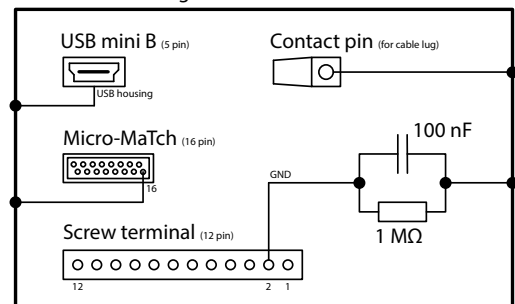 USB mini B (5 pin)
Contact pin (for cable lug)
USB housing
Micro-MaTch (16 pin)
100 nF
16
GND
Screw terminal (12 pin)
1 MΩ
12
2
1